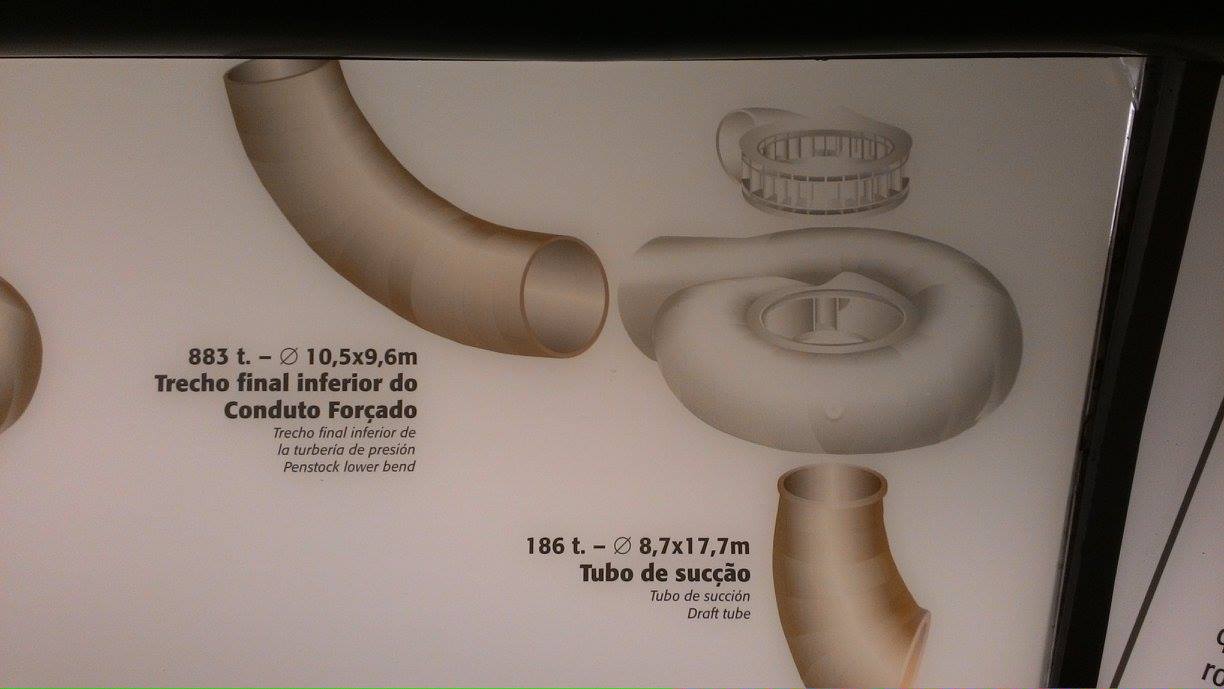 883 t. – ∅ 10,5x9,6m
Trecho final inferior do
Conduto Forçado
Trecho final inferior de
la turbería de presión
Penstock lower bend
186 t. – ∅ 8,7x17,7m
Tubo de sucção
Tubo de succión
Draft tube